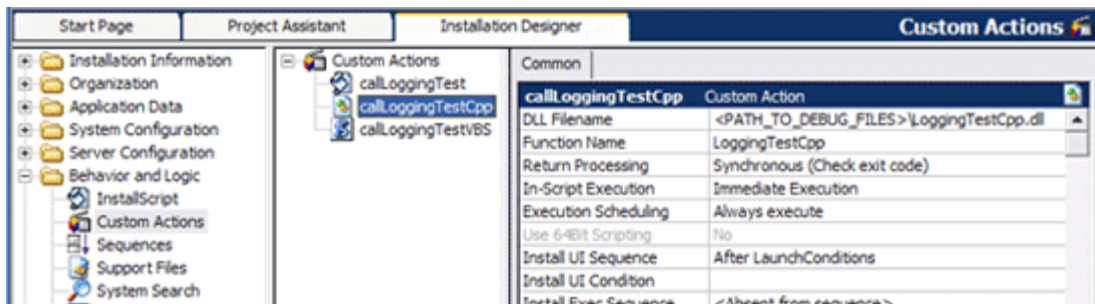 Start Page Project Assistant Installation Designer Custom Actions
Installation Information
Organization
Application Data
System Configuration
Server Configuration
Behavior and Logic
InstallScript
Custom Actions
Sequences
Support Files
System Search
Custom Actions
callLoggingTest
callLoggingTestCpp
callLoggingTestVBS
Common
callLoggingTestCpp Custom Action
DLL Filename <PATH_TO_DEBUG_FILES>\LoggingTestCpp.dll
Function Name LoggingTestCpp
Return Processing Synchronous (Check exit code)
In-Script Execution Immediate Execution
Execution Scheduling Always execute
Use 64Bit Scripting No
Install UI Sequence After LaunchConditions
Install UI Condition
Install Exec Sequence <Absent from sequence>